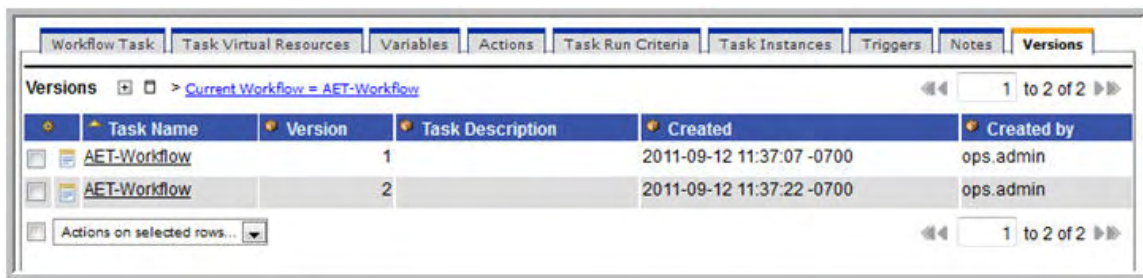 Workflow Task Task Virtual Resources Variables Actions Task Run Criteria Task Instances Triggers Notes Versions
Versions > Current Workflow = AET-Workflow 1 to 2 of 2
Task Name Version Task Description Created Created by
AET-Workflow 1 2011-09-12 11:37:07 -0700 ops.admin
AET-Workflow 2 2011-09-12 11:37:22 -0700 ops.admin
Actions on selected rows... 1 to 2 of 2